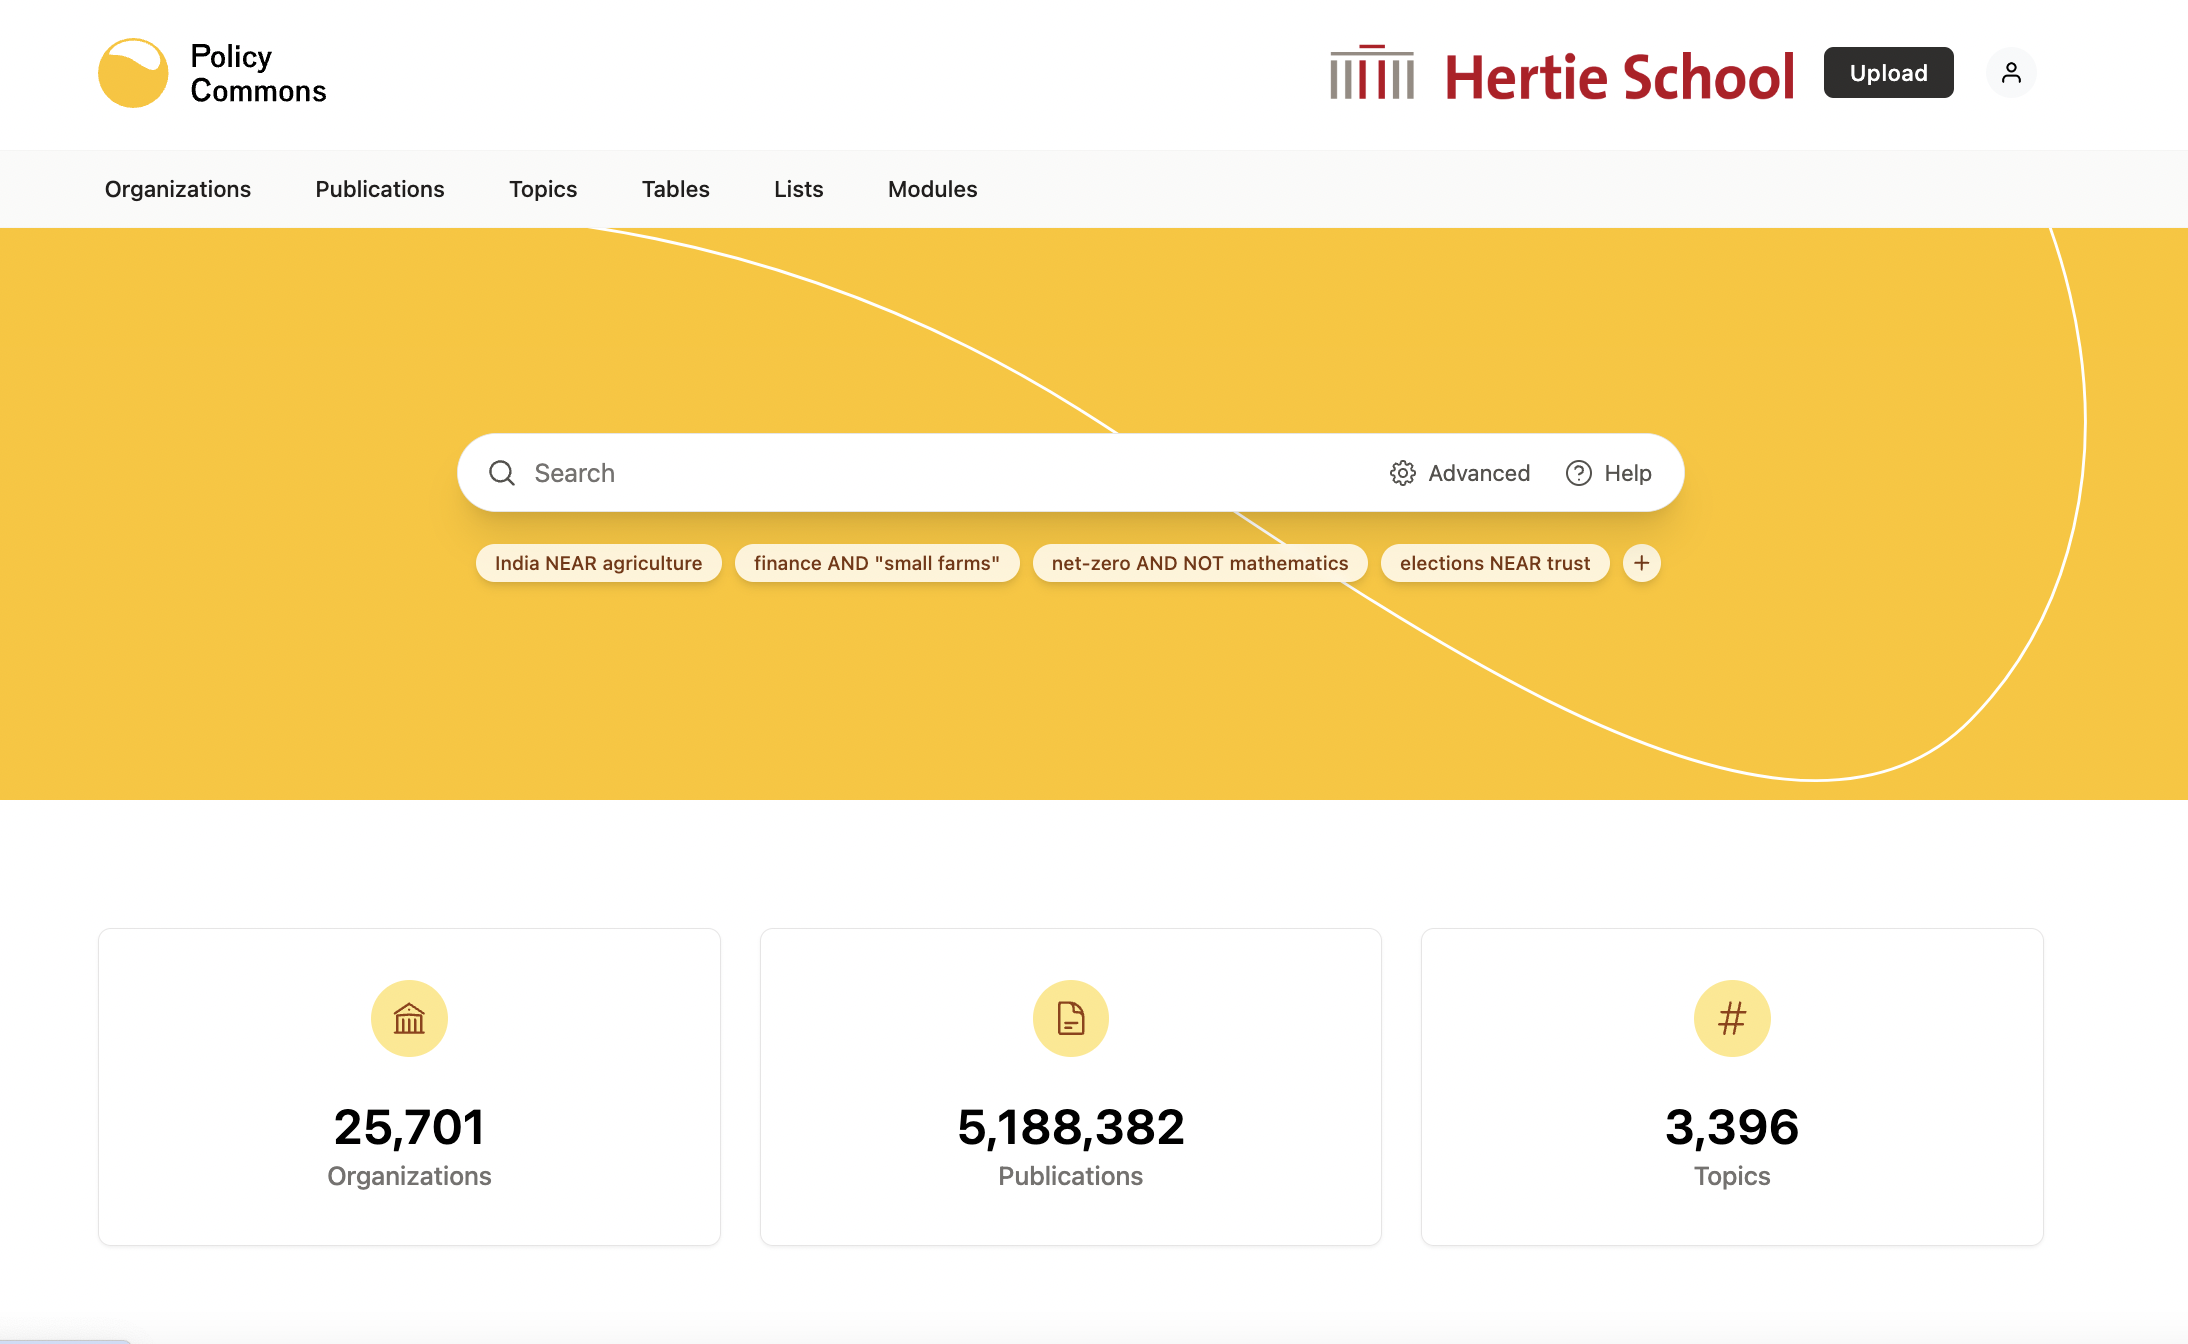 Policy
Commons
Hertie School
Upload
Organizations Publications Topics Tables Lists Modules
Search Advanced Help
India NEAR agriculture finance AND "small farms" net-zero AND NOT mathematics elections NEAR trust +
25,701 5,188,382 3,396
Organizations Publications Topics